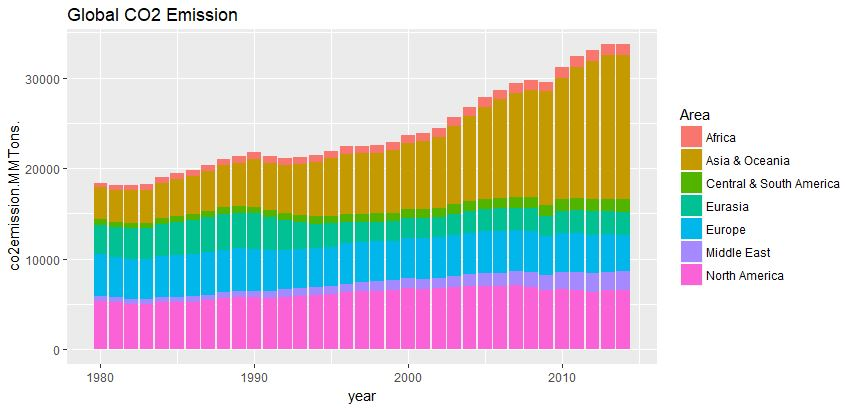 Global CO2 Emission
co2emission.MMTons.
30000
20000
10000
0
1980
1990
2000
2010
year
Area
Africa
Asia & Oceania
Central & South America
Eurasia
Europe
Middle East
North America